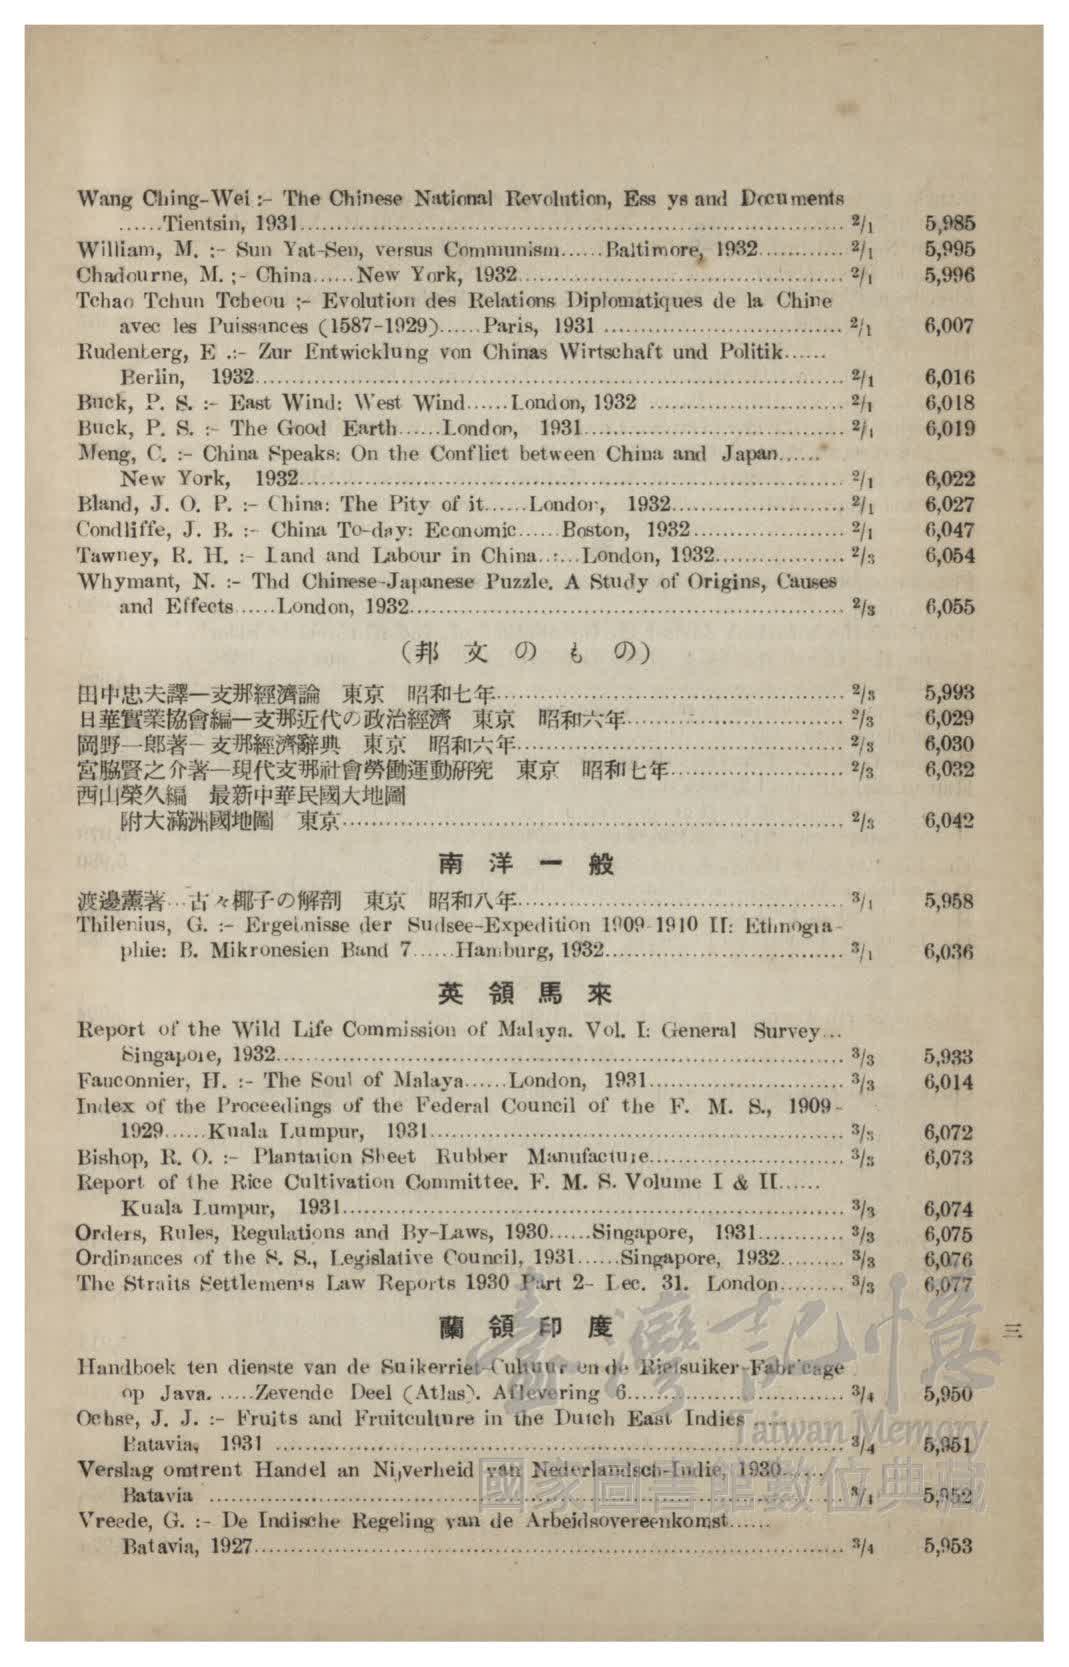 Wang Ching-Wei :- The Chinese National Revolution, Ess ys and Documents
......Tientsin, 1931........ 2/1 5,985
William, M. :- Sun Yat-Sen, versus Communism......Baltimore, 1932............ 2/1 5,995
Chadourne, M. ;- China......New York, 1932........ 2/1 5,996
Tchao Tchun Tcheou ;- Evolution des Relations Diplomatiques de la Chine
avec les Puissances (1587-1929)......Paris, 1931 ........ 2/1 6,007
Rudenberg, E .:- Zur Entwicklung von Chinas Wirtschaft und Politik......
Berlin, 1932........ 2/1 6,016
Buck, P. S. :- East Wind: West Wind......London, 1932 ........ 2/1 6,018
Buck, P. S. :- The Good Earth......London, 1931........ 2/1 6,019
Meng, C. :- China Speaks: On the Conflict between China and Japan......
New York, 1932........ 2/1 6,022
Bland, J. O. P. :- China: The Pity of it......London, 1932........ 2/1 6,027
Condliffe, J. B. :- China To-day: Economic......Boston, 1932........ 2/1 6,047
Tawney, R. H. :- Land and Labour in China......London, 1932........ 2/3 6,054
Whymant, N. :- Thd Chinese-Japanese Puzzle. A Study of Origins, Causes
and Effects......London, 1932........ 2/3 6,055
(邦文のもの)
田中忠夫譯—支那經濟論 東京 昭和七年........ 2/3 5,993
日華實業協會編—支那近代の政治經濟 東京 昭和六年........ 2/3 6,029
岡野一郎著—支那經濟辭典 東京 昭和六年........ 2/3 6,030
宮脇賢之介著—現代支那社會勞働運動硏究 東京 昭和七年........ 2/3 6,032
西山榮久編 最新中華民國大地圖
附大滿洲國地圖 東京........ 2/3 6,042
南洋一般
渡邊薰著…古々椰子の解剖 東京 昭和八年........ 3/1 5,958
Thilenius, G. :- Ergebnisse der Sudsee-Expedition 1909-1910 II: Ethnogra-
phie: B. Mikronesien Band 7......Hamburg, 1932........ 3/1 6,036
英領馬來
Report of the Wild Life Commission of Malaya. Vol. I: General Survey...
Singapore, 1932........ 3/3 5,933
Fauconnier, H. :- The Soul of Malaya......London, 1931........ 3/3 6,014
Index of the Proceedings of the Federal Council of the F. M. S., 1909-
1929......Kuala Lumpur, 1931........ 3/3 6,072
Bishop, R. O. :- Plantation Sheet Rubber Manufacture........ 3/3 6,073
Report of the Rice Cultivation Committee. F. M. S. Volume I & II......
Kuala Lumpur, 1931........ 3/3 6,074
Orders, Rules, Regulations and By-Laws, 1930......Singapore, 1931............ 3/3 6,075
Ordinances of the S. S., Legislative Council, 1931......Singapore, 1932......... 3/3 6,076
The Straits Settlements Law Reports 1930 Part 2- Dec. 31. London......... 3/3 6,077
蘭領印度
三
Handboek ten dienste van de Suikerriet-Cultuur en de Rietsuiker-Fabricage
op Java. .....Zevende Deel (Atlas). Aflevering 6........ 3/4 5,950
Ochse, J. J. :- Fruits and Fruitculture in the Dutch East Indies ......
Batavia, 1931 ........ 3/4 5,951
Verslag omtrent Handel an Nijverheid van Nederlandsch-Indie, 1930......
Batavia ........ 3/4 5,952
Vreede, G. :- De Indische Regeling van de Arbeidsovereenkomst......
Batavia, 1927........ 3/4 5,953
臺灣記憶
Taiwan Memory
國家圖書館數位典藏